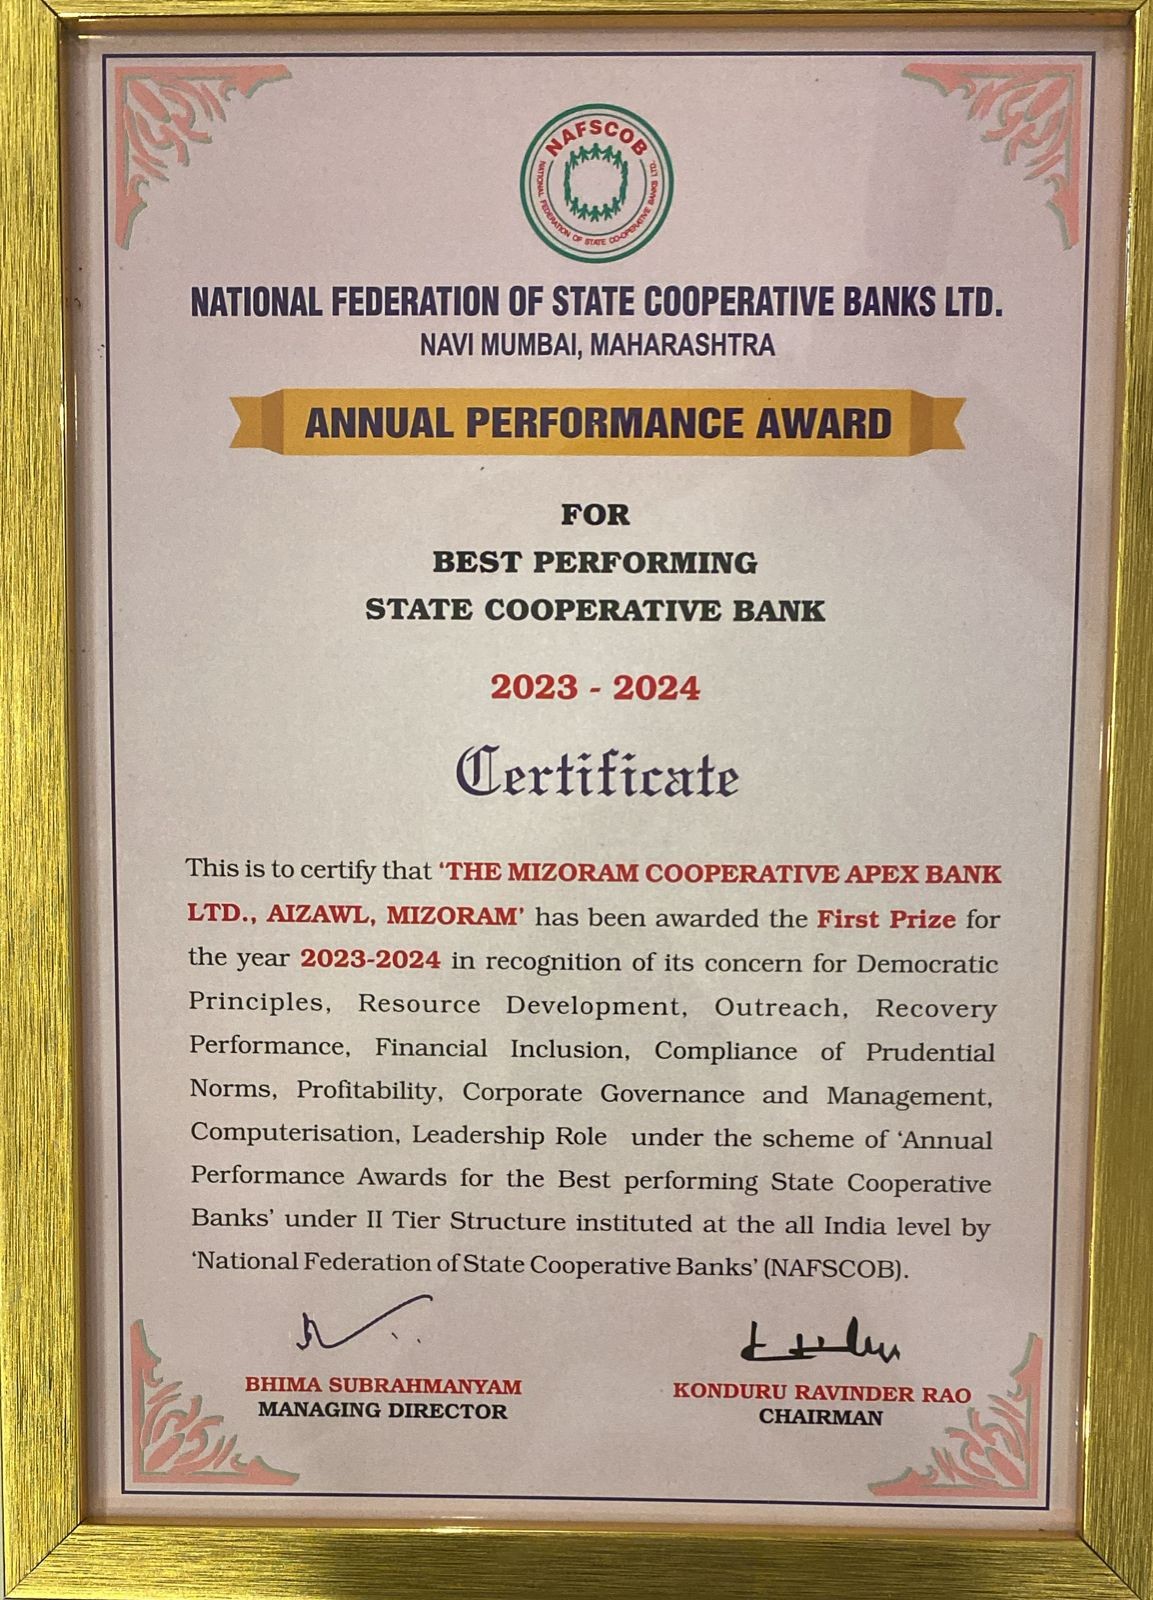 NAFSCOB
NATIONAL FEDERATION OF STATE CO-OPERATIVE BANKS LTD.
NATIONAL FEDERATION OF STATE COOPERATIVE BANKS LTD.
NAVI MUMBAI, MAHARASHTRA
ANNUAL PERFORMANCE AWARD
FOR
BEST PERFORMING
STATE COOPERATIVE BANK
2023 - 2024
Certificate
This is to certify that ‘THE MIZORAM COOPERATIVE APEX BANK
LTD., AIZAWL, MIZORAM’ has been awarded the First Prize for
the year 2023-2024 in recognition of its concern for Democratic
Principles, Resource Development, Outreach, Recovery
Performance, Financial Inclusion, Compliance of Prudential
Norms, Profitability, Corporate Governance and Management,
Computerisation, Leadership Role under the scheme of ‘Annual
Performance Awards for the Best performing State Cooperative
Banks’ under II Tier Structure instituted at the all India level by
‘National Federation of State Cooperative Banks’ (NAFSCOB).
BHIMA SUBRAHMANYAM
MANAGING DIRECTOR
KONDURU RAVINDER RAO
CHAIRMAN